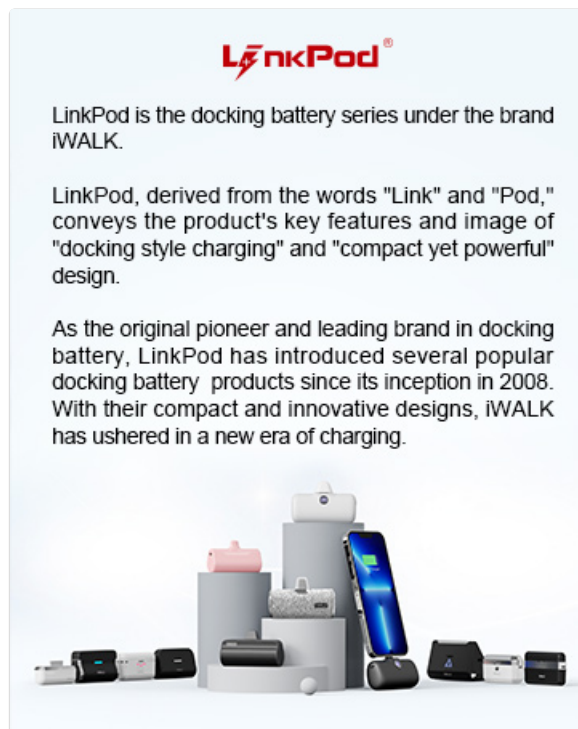 LinkPod®
LinkPod is the docking battery series under the brand
iWALK.
LinkPod, derived from the words "Link" and "Pod,"
conveys the product's key features and image of
"docking style charging" and "compact yet powerful"
design.
As the original pioneer and leading brand in docking
battery, LinkPod has introduced several popular
docking battery  products since its inception in 2008.
With their compact and innovative designs, iWALK
has ushered in a new era of charging.